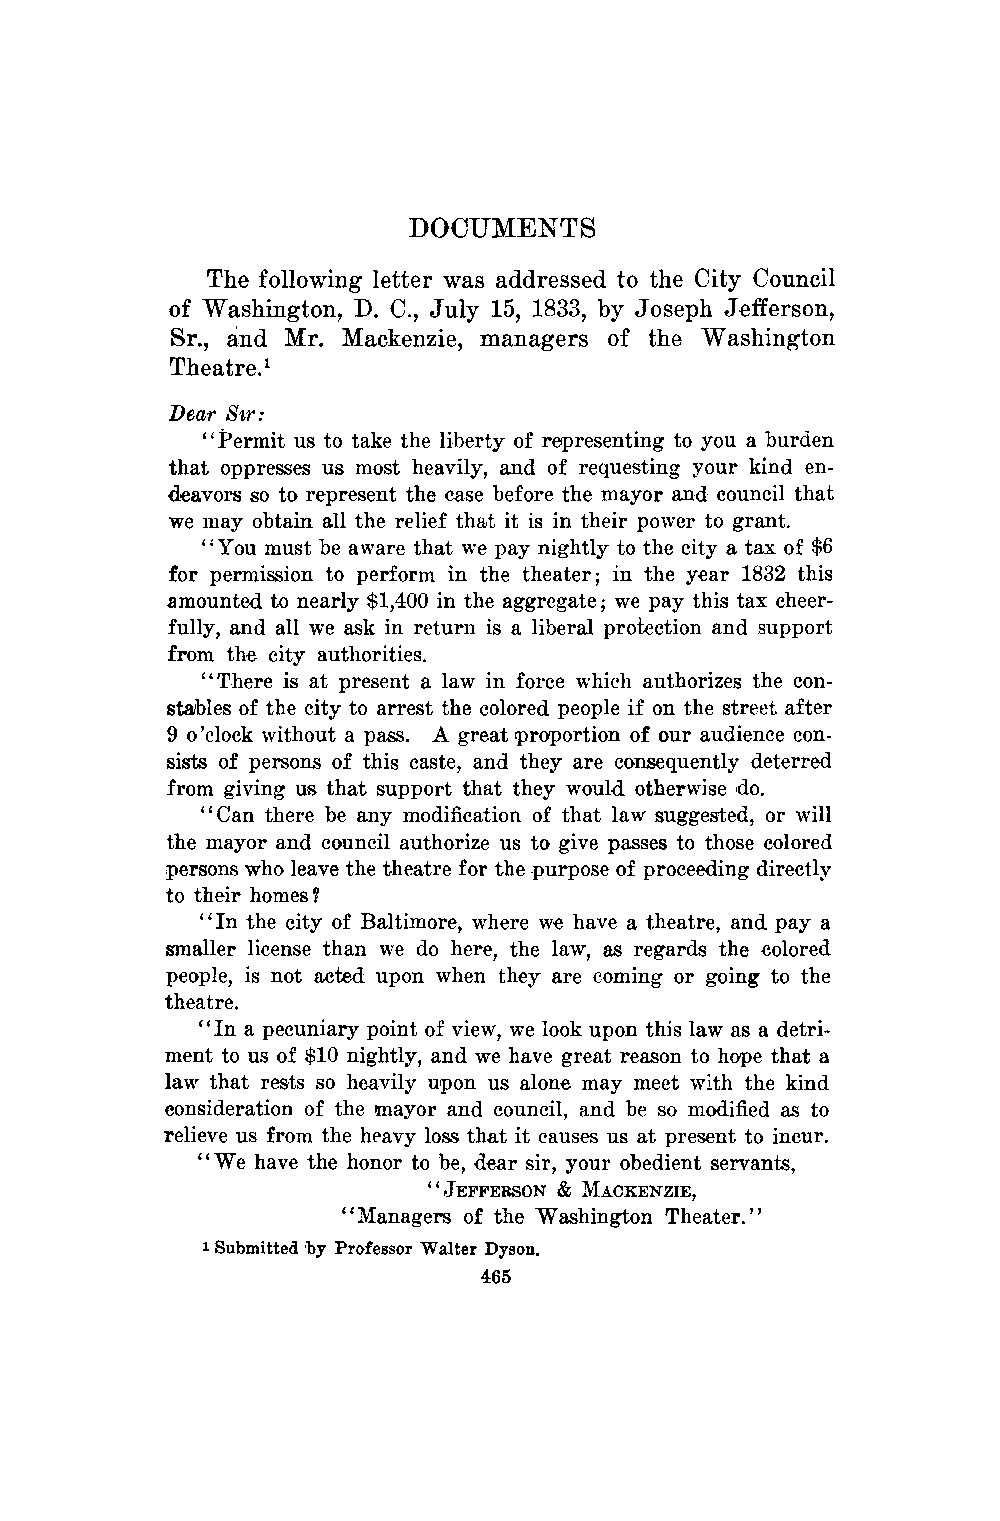 DOCUMENTS
The following letter was addressed to the City Council
of Washington, D. C., July 15, 1833, by Joseph Jefferson,
Sr., and Mr. Mackenzie, managers of the Washington
Theatre.¹
Dear Sir:
“Permit us to take the liberty of representing to you a burden
that oppresses us most heavily, and of requesting your kind en-
deavors so to represent the case before the mayor and council that
we may obtain all the relief that it is in their power to grant.
“You must be aware that we pay nightly to the city a tax of $6
for permission to perform in the theater; in the year 1832 this
amounted to nearly $1,400 in the aggregate; we pay this tax cheer-
fully, and all we ask in return is a liberal protection and support
from the city authorities.
“There is at present a law in force which authorizes the con-
stables of the city to arrest the colored people if on the street after
9 o’clock without a pass. A great proportion of our audience con-
sists of persons of this caste, and they are consequently deterred
from giving us that support that they would otherwise do.
“Can there be any modification of that law suggested, or will
the mayor and council authorize us to give passes to those colored
persons who leave the theatre for the purpose of proceeding directly
to their homes?
“In the city of Baltimore, where we have a theatre, and pay a
smaller license than we do here, the law, as regards the colored
people, is not acted upon when they are coming or going to the
theatre.
“In a pecuniary point of view, we look upon this law as a detri-
ment to us of $10 nightly, and we have great reason to hope that a
law that rests so heavily upon us alone may meet with the kind
consideration of the mayor and council, and be so modified as to
relieve us from the heavy loss that it causes us at present to incur.
“We have the honor to be, dear sir, your obedient servants,
“JEFFERSON & MACKENZIE,
“Managers of the Washington Theater.”
¹ Submitted by Professor Walter Dyson.
465